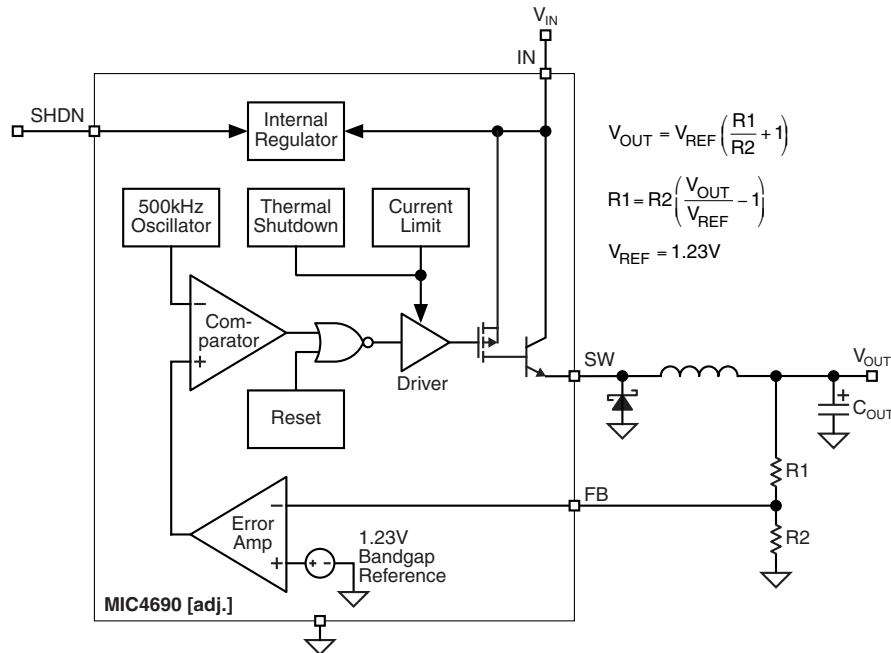 V_IN
IN
SHDN
Internal
Regulator
V_OUT = V_REF (R1/R2 + 1)
R1 = R2 (V_OUT/V_REF − 1)
V_REF = 1.23V
500kHz
Oscillator
Thermal
Shutdown
Current
Limit
−
Com-
parator
+
Driver
Reset
SW
V_OUT
+
C_OUT
R1
FB
R2
−
Error
Amp
+
+ −
1.23V
Bandgap
Reference
MIC4690 [adj.]